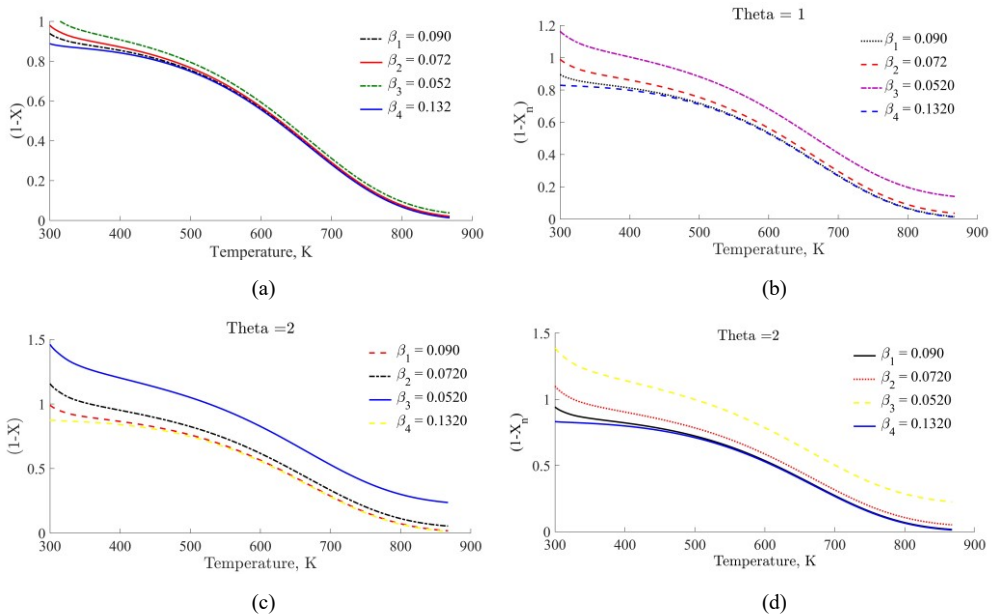 1
0.8
0.6
0.4
0.2
0
300 400 500 600 700 800 900
(1-X)
Temperature, K
β1 = 0.090
β2 = 0.072
β3 = 0.052
β4 = 0.132
(a)
Theta = 1
1.2
1
0.8
0.6
0.4
0.2
0
300 400 500 600 700 800 900
(1-Xn)
Temperature, K
β1 = 0.090
β2 = 0.072
β3 = 0.0520
β4 = 0.1320
(b)
Theta =2
1.5
1
0.5
0
300 400 500 600 700 800 900
(1-X)
Temperature, K
β1 = 0.090
β2 = 0.0720
β3 = 0.0520
β4 = 0.1320
(c)
Theta =2
1.5
1
0.5
0
300 400 500 600 700 800 900
(1-Xn)
Temperature, K
β1 = 0.090
β2 = 0.0720
β3 = 0.0520
β4 = 0.1320
(d)